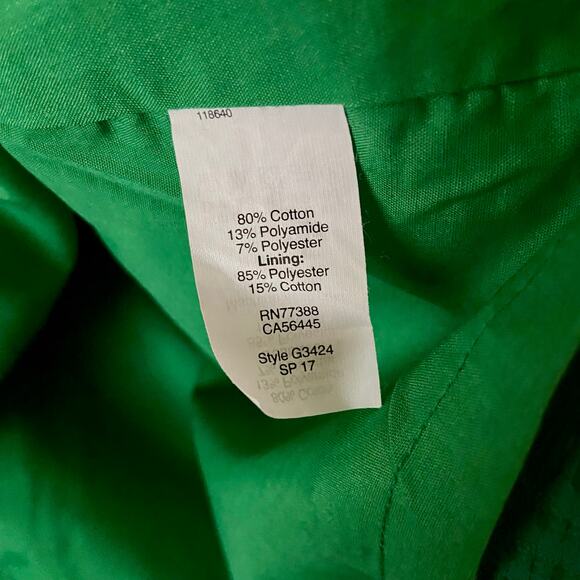 118640
80% Cotton
13% Polyamide
7% Polyester
Lining:
85% Polyester
15% Cotton
RN77388
CA56445
Style G3424
SP 17